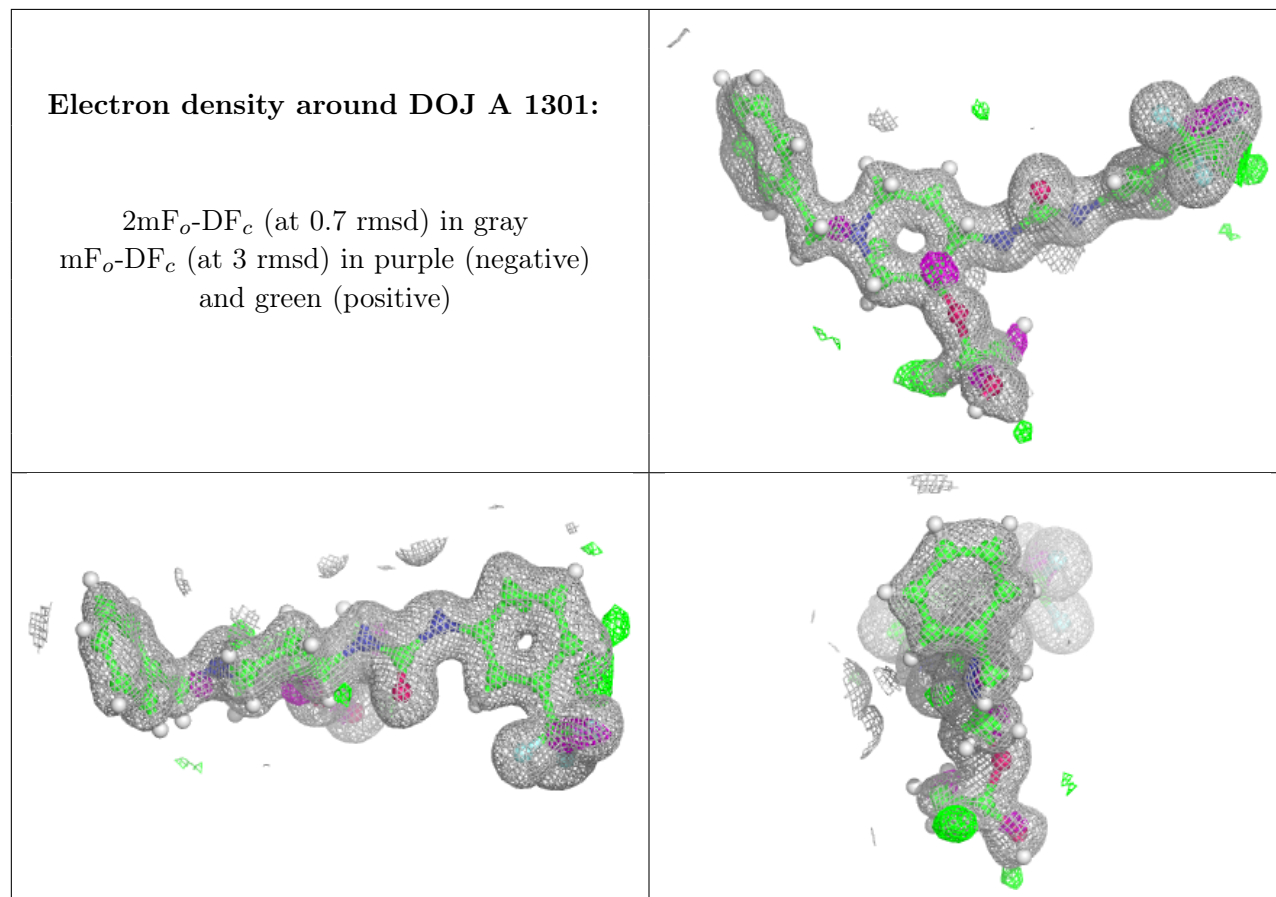 Electron density around DOJ A 1301:
2mFₒ-DF𝒸 (at 0.7 rmsd) in gray
mFₒ-DF𝒸 (at 3 rmsd) in purple (negative)
and green (positive)